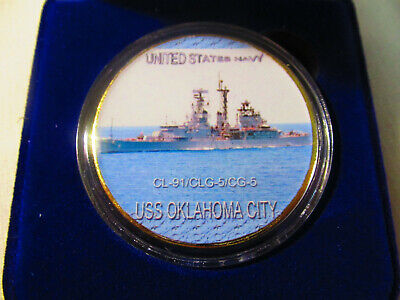 UNITED STATES NAVY
CL-91/CLG-5/CG-5
USS OKLAHOMA CITY